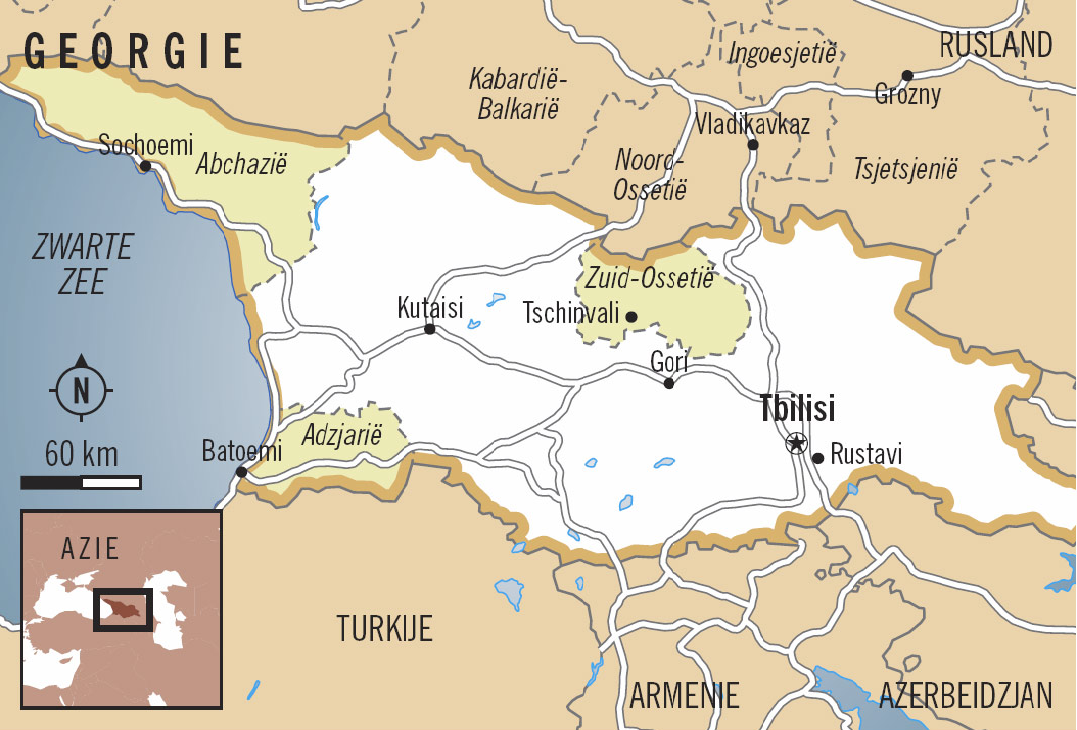 GEORGIE
RUSLAND
Ingoesjetië
Kabardië-
Balkarië
Grozny
Vladikavkaz
Sochoemi
Abchazië
Noord-
Ossetië
Tsjetsjenië
ZWARTE
ZEE
Zuid-Ossetië
Kutaisi
Tschinvali
Gori
N
Tbilisi
Adzjarië
60 km
Batoemi
Rustavi
AZIE
TURKIJE
ARMENIE
AZERBEIDZJAN